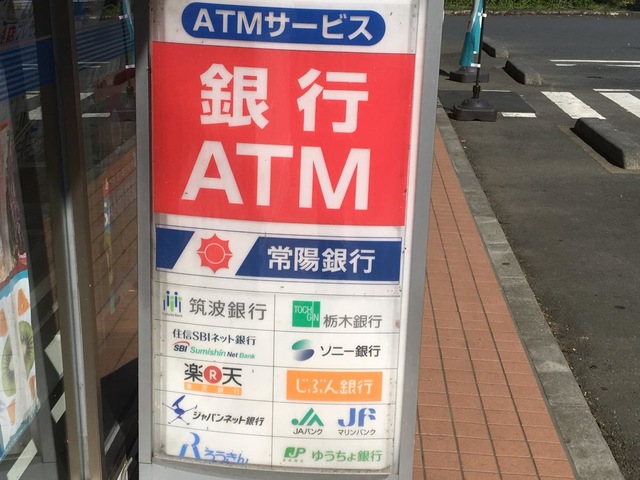 ATMサービス
銀行
ATM
常陽銀行
筑波銀行
TOCHIGIN 栃木銀行
住信SBIネット銀行
SBI Sumishin Net Bank
ソニー銀行
楽R天
じぶん銀行
ジャパンネット銀行
JAバンク
JF マリンバンク
R ろうきん
JP ゆうちょ銀行